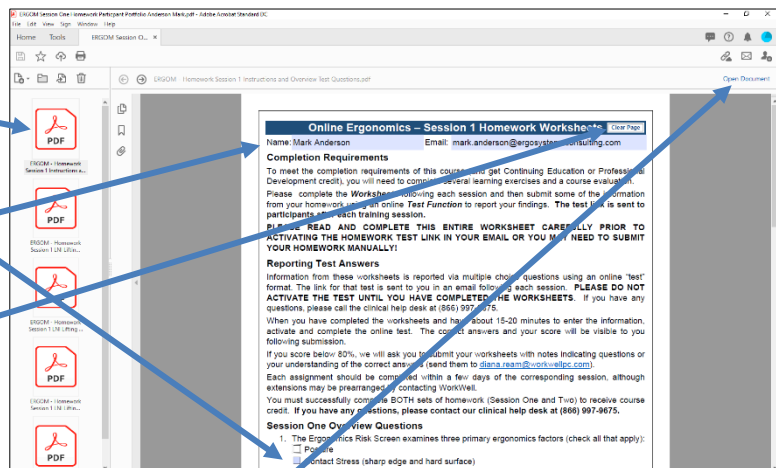 ERGOM Session One Homework Participant Portfolio Anderson Mark.pdf - Adobe Acrobat Standard DC
File Edit View Sign Window Help
Home Tools ERGOM Session O... ×
ERGOM - Homework Session 1 Instructions and Overview Test Questions.pdf
Open Document
PDF
ERGOM - Homework
Session 1 Instructions a...
PDF
ERGOM - Homework
Session 1 LNI Liftin...
PDF
ERGOM - Homework
Session 1 LNI Lifting ...
PDF
ERGOM - Homework
Session 1 LNI Liftin...
PDF
Online Ergonomics – Session 1 Homework Worksheets
Clear Page
Name: Mark Anderson Email: mark.anderson@ergosystemsconsulting.com
Completion Requirements
To meet the completion requirements of this course (and get Continuing Education or Professional
Development credit), you will need to complete several learning exercises and a course evaluation.
Please complete the Worksheets following each session and then submit some of the information
from your homework using an online Test Function to report your findings. The test link is sent to
participants after each training session.
PLEASE READ AND COMPLETE THIS ENTIRE WORKSHEET CAREFULLY PRIOR TO
ACTIVATING THE HOMEWORK TEST LINK IN YOUR EMAIL OR YOU MAY NEED TO SUBMIT
YOUR HOMEWORK MANUALLY!
Reporting Test Answers
Information from these worksheets is reported via multiple choice questions using an online "test"
format. The link for that test is sent to you in an email following each session. PLEASE DO NOT
ACTIVATE THE TEST UNTIL YOU HAVE COMPLETED THE WORKSHEETS. If you have any
questions, please call the clinical help desk at (866) 997-9675.
When you have completed the worksheets and have about 15-20 minutes to enter the information,
activate and complete the online test. The correct answers and your score will be visible to you
following submission.
If you score below 80%, we will ask you to submit your worksheets with notes indicating questions or
your understanding of the correct answers (send them to diana.ream@workwellpc.com).
Each assignment should be completed within a few days of the corresponding session, although
extensions may be prearranged by contacting WorkWell.
You must successfully complete BOTH sets of homework (Session One and Two) to receive course
credit. If you have any questions, please contact our clinical help desk at (866) 997-9675.
Session One Overview Questions
1. The Ergonomics Risk Screen examines three primary ergonomics factors (check all that apply):
Posture
Contact Stress (sharp edge and hard surface)